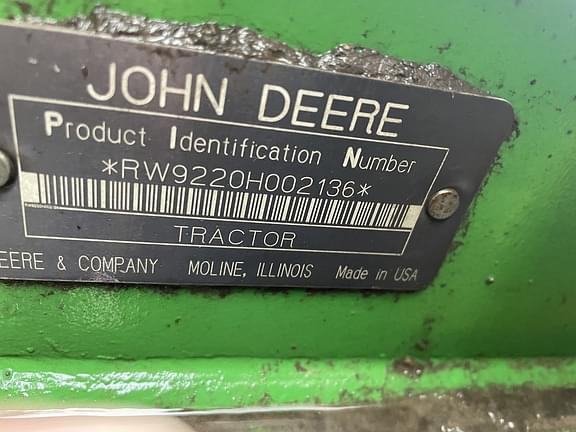 JOHN DEERE
Product Identification Number
*RW9220H002136*
TRACTOR
EERE & COMPANY MOLINE, ILLINOIS Made in USA